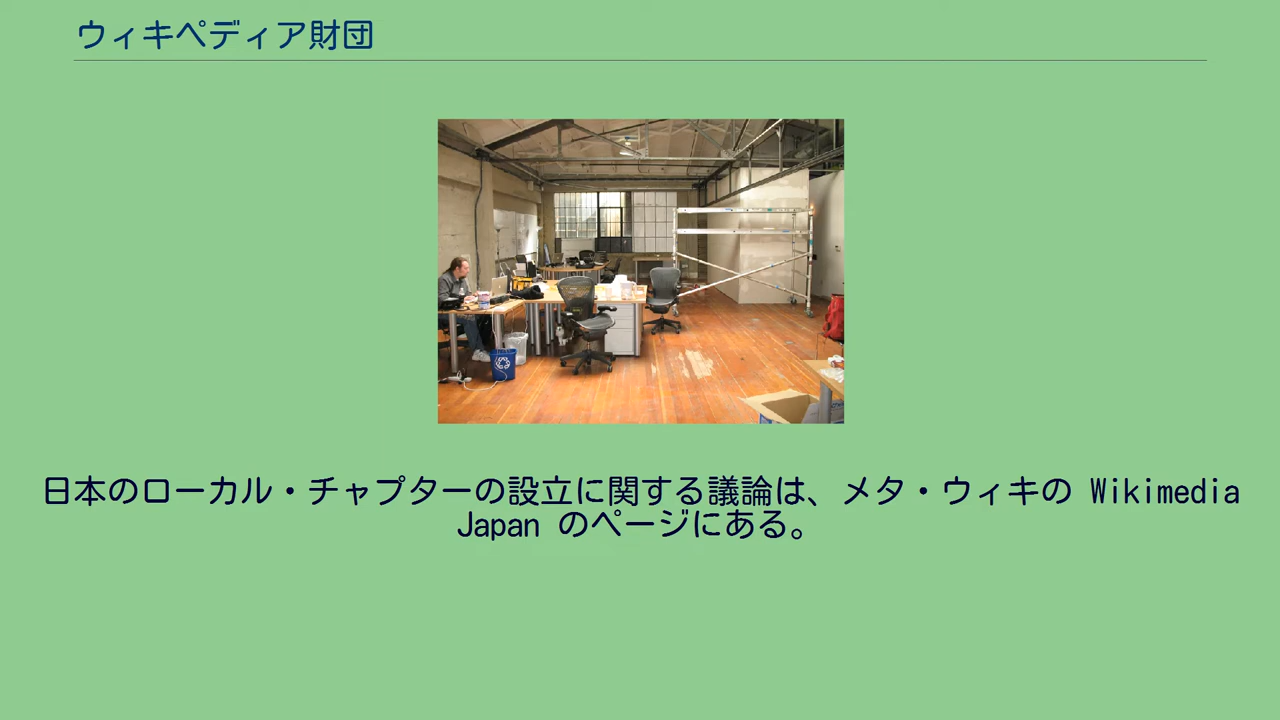 ウィキペディア財団
日本のローカル・チャプターの設立に関する議論は、メタ・ウィキの Wikimedia
Japan のページにある。